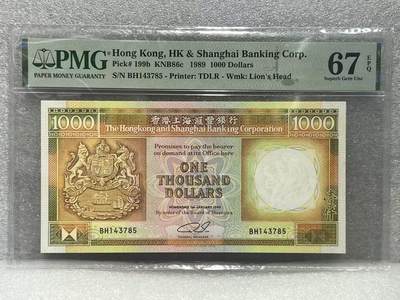 PMG
PAPER MONEY GUARANTY
Hong Kong, HK & Shanghai Banking Corp.
Pick# 199b KNB86c 1989 1000 Dollars
S/N BH143785 - Printer: TDLR - Wmk: Lion's Head
67 EPQ
Superb Gem Unc
1000 香港上海滙豐銀行 1000
The Hongkong and Shanghai Banking Corporation
Promises to pay the bearer
on demand at its Office here
ONE
THOUSAND
DOLLARS
By order of the Board of Directors
BH143785 BH143785